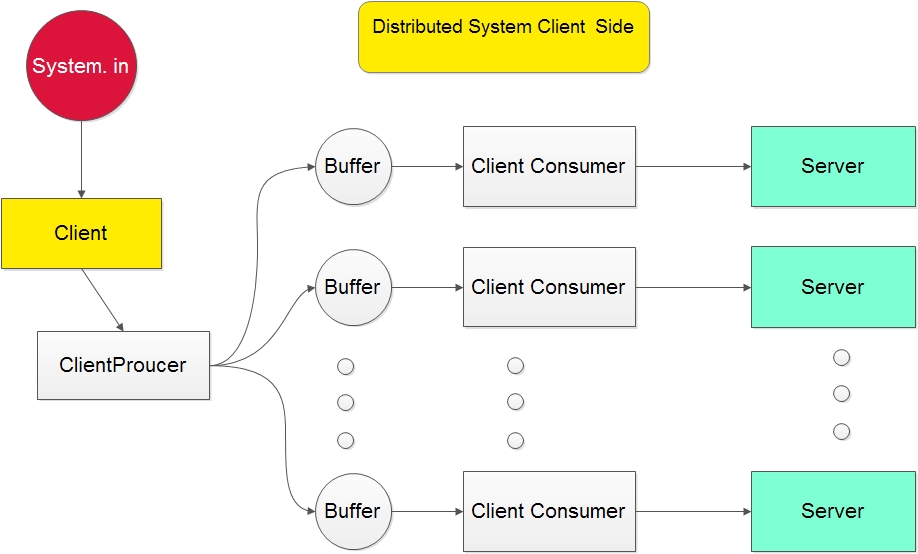 Distributed System Client  Side
System. in
Client
ClientProucer
Buffer
Client Consumer
Server
Buffer
Client Consumer
Server
Buffer
Client Consumer
Server